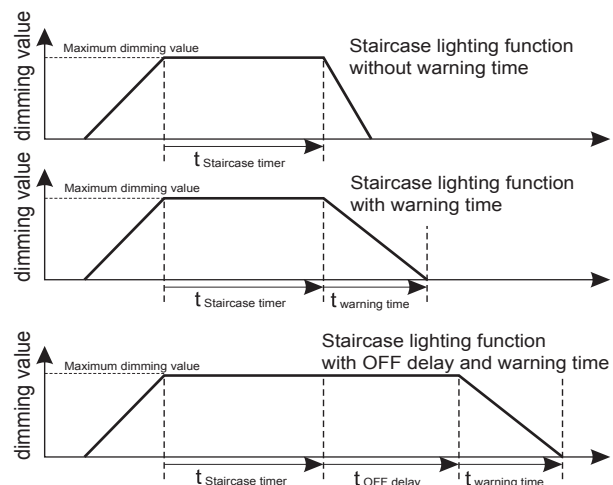 dimming value
Maximum dimming value
Staircase lighting function
without warning time
t Staircase timer
dimming value
Maximum dimming value
Staircase lighting function
with warning time
t Staircase timer
t warning time
dimming value
Maximum dimming value
Staircase lighting function
with OFF delay and warning time
t Staircase timer
t OFF delay
t warning time